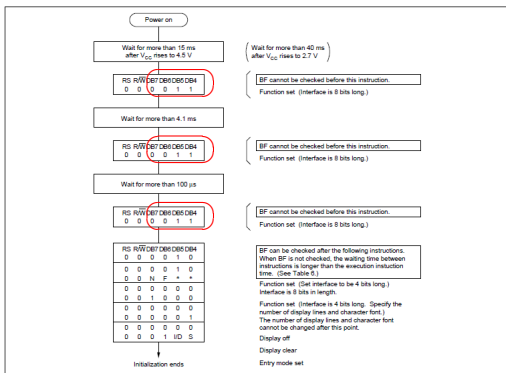 Power on
Wait for more than 15 ms
after VCC rises to 4.5 V
Wait for more than 40 ms
after VCC rises to 2.7 V
RS R/W DB7 DB6 DB5 DB4
0 0 0 0 1 1
BF cannot be checked before this instruction.
Function set (Interface is 8 bits long.)
Wait for more than 4.1 ms
RS R/W DB7 DB6 DB5 DB4
0 0 0 0 1 1
BF cannot be checked before this instruction.
Function set (Interface is 8 bits long.)
Wait for more than 100 µs
RS R/W DB7 DB6 DB5 DB4
0 0 0 0 1 1
BF cannot be checked before this instruction.
Function set (Interface is 8 bits long.)
RS R/W DB7 DB6 DB5 DB4
0 0 0 0 1 0
0 0 0 0 1 0
0 0 N F * *
0 0 0 0 0 0
0 0 1 0 0 0
0 0 0 0 0 0
0 0 0 0 0 1
0 0 0 0 0 0
0 0 0 1 I/D S
BF can be checked after the following instructions.
When BF is not checked, the waiting time between
instructions is longer than the execution instuction
time. (See Table 6.)
Function set (Set interface to be 4 bits long.)
Interface is 8 bits in length.
Function set (Interface is 4 bits long. Specify the
number of display lines and character font.)
The number of display lines and character font
cannot be changed after this point.
Display off
Display clear
Entry mode set
Initialization ends